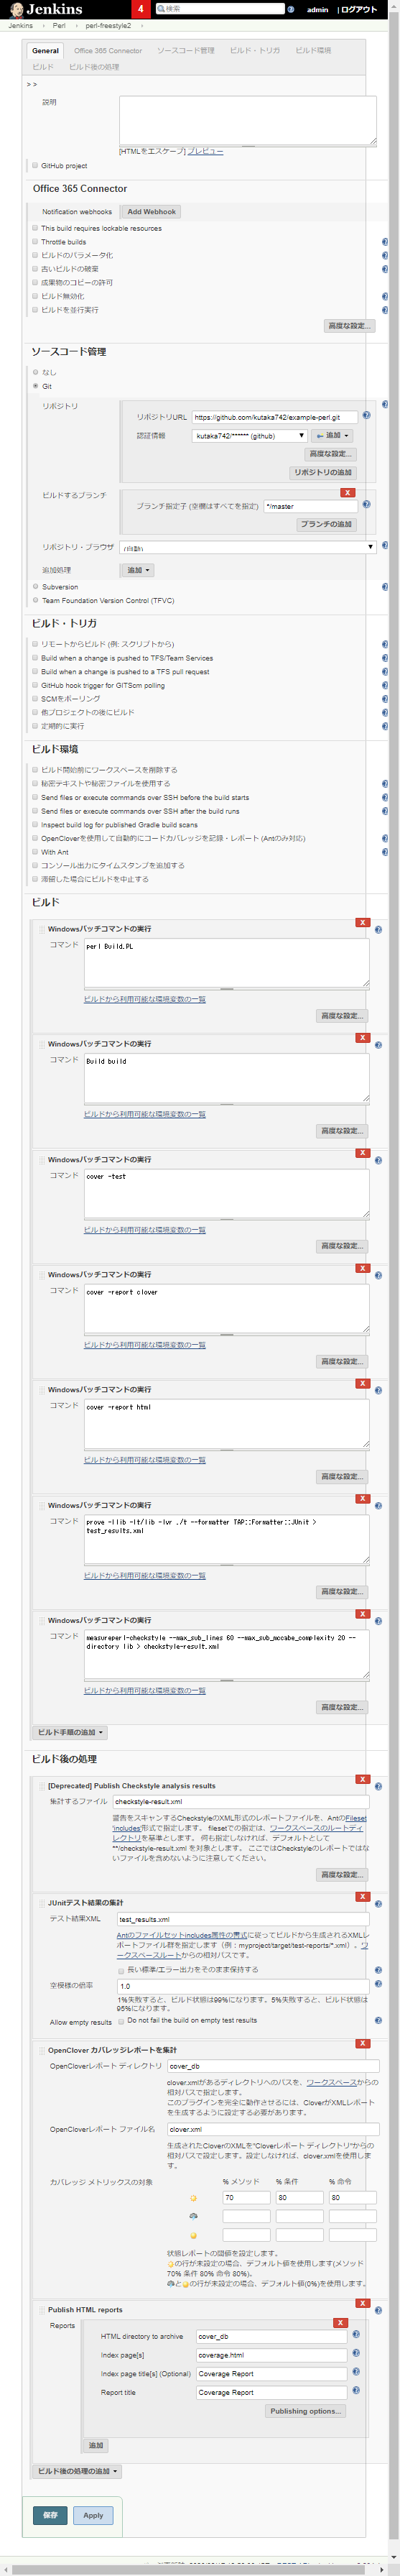 Jenkins
4
検索
admin
| ログアウト
Jenkins › Perl › perl-freestyle2 ›
General
Office 365 Connector
ソースコード管理
ビルド・トリガ
ビルド環境
ビルド
ビルド後の処理
> >
説明
[HTMLをエスケープ] プレビュー
GitHub project
Office 365 Connector
Notification webhooks
Add Webhook
This build requires lockable resources
Throttle builds
ビルドのパラメータ化
古いビルドの破棄
成果物のコピーの許可
ビルド無効化
ビルドを並行実行
高度な設定...
ソースコード管理
なし
Git
リポジトリ
リポジトリURL
https://github.com/kutaka742/example-perl.git
認証情報
kutaka742/****** (github)
追加
高度な設定...
リポジトリの追加
ビルドするブランチ
X
ブランチ指定子 (空欄はすべてを指定)
*/master
ブランチの追加
リポジトリ・ブラウザ
(自動)
追加処理
追加
Subversion
Team Foundation Version Control (TFVC)
ビルド・トリガ
リモートからビルド (例: スクリプトから)
Build when a change is pushed to TFS/Team Services
Build when a change is pushed to a TFS pull request
GitHub hook trigger for GITScm polling
SCMをポーリング
他プロジェクトの後にビルド
定期的に実行
ビルド環境
ビルド開始前にワークスペースを削除する
秘密テキストや秘密ファイルを使用する
Send files or execute commands over SSH before the build starts
Send files or execute commands over SSH after the build runs
Inspect build log for published Gradle build scans
OpenCloverを使用して自動的にコードカバレッジを記録・レポート (Antのみ対応)
With Ant
コンソール出力にタイムスタンプを追加する
滞留した場合にビルドを中止する
ビルド
X
Windowsバッチコマンドの実行
コマンド
perl Build.PL
ビルドから利用可能な環境変数の一覧
高度な設定...
X
Windowsバッチコマンドの実行
コマンド
Build build
ビルドから利用可能な環境変数の一覧
高度な設定...
X
Windowsバッチコマンドの実行
コマンド
cover -test
ビルドから利用可能な環境変数の一覧
高度な設定...
X
Windowsバッチコマンドの実行
コマンド
cover -report clover
ビルドから利用可能な環境変数の一覧
高度な設定...
X
Windowsバッチコマンドの実行
コマンド
cover -report html
ビルドから利用可能な環境変数の一覧
高度な設定...
X
Windowsバッチコマンドの実行
コマンド
prove -llib -lt/lib -lvr ./t --formatter TAP::Formatter::JUnit >
test_results.xml
ビルドから利用可能な環境変数の一覧
高度な設定...
X
Windowsバッチコマンドの実行
コマンド
measureperl-checkstyle --max_sub_lines 60 --max_sub_mccabe_complexity 20 --
directory lib > checkstyle-result.xml
ビルドから利用可能な環境変数の一覧
高度な設定...
ビルド手順の追加
ビルド後の処理
X
[Deprecated] Publish Checkstyle analysis results
集計するファイル
checkstyle-result.xml
警告をスキャンするCheckstyleのXML形式のレポートファイルを、AntのFileset
'includes'形式で指定します。 filesetでの指定は、ワークスペースのルートディ
レクトリを基準とします。 何も指定しなければ、デフォルトとして
**/checkstyle-result.xml を対象とします。 ここではCheckstyleのレポートではな
いファイルを含めないように注意してください。
高度な設定...
X
JUnitテスト結果の集計
テスト結果XML
test_results.xml
Antのファイルセットincludes属性の書式に従ってビルドから生成されるXMLレ
ポートファイル群を指定します（例：myproject/target/test-reports/*.xml）。ワ
ークスペースルートからの相対パスです。
長い標準/エラー出力をそのまま保持する
空模様の倍率
1.0
1%失敗すると、ビルド状態は99%になります。5%失敗すると、ビルド状態は
95%になります。
Allow empty results
Do not fail the build on empty test results
X
OpenClover カバレッジレポートを集計
OpenCloverレポート ディレクトリ
cover_db
clover.xmlがあるディレクトリへのパスを、ワークスペースからの
相対パスで指定します。
このプラグインを完全に動作させるには、CloverがXMLレポート
を生成するように設定する必要があります。
OpenCloverレポート ファイル名
clover.xml
生成されたCloverのXMLを"Cloverレポート ディレクトリ"からの
相対パスで設定します。設定しなければ、clover.xmlを使用しま
す。
カバレッジ メトリックスの対象
% メソッド
% 条件
% 命令
70
80
80
状態レポートの閾値を設定します。
の行が未設定の場合、デフォルト値を使用します(メソッド
70% 条件 80% 命令 80%)。
との行が未設定の場合、デフォルト値(0%)を使用します。
X
Publish HTML reports
Reports
X
HTML directory to archive
cover_db
Index page[s]
coverage.html
Index page title[s] (Optional)
Coverage Report
Report title
Coverage Report
Publishing options...
追加
ビルド後の処理の追加
保存
Apply